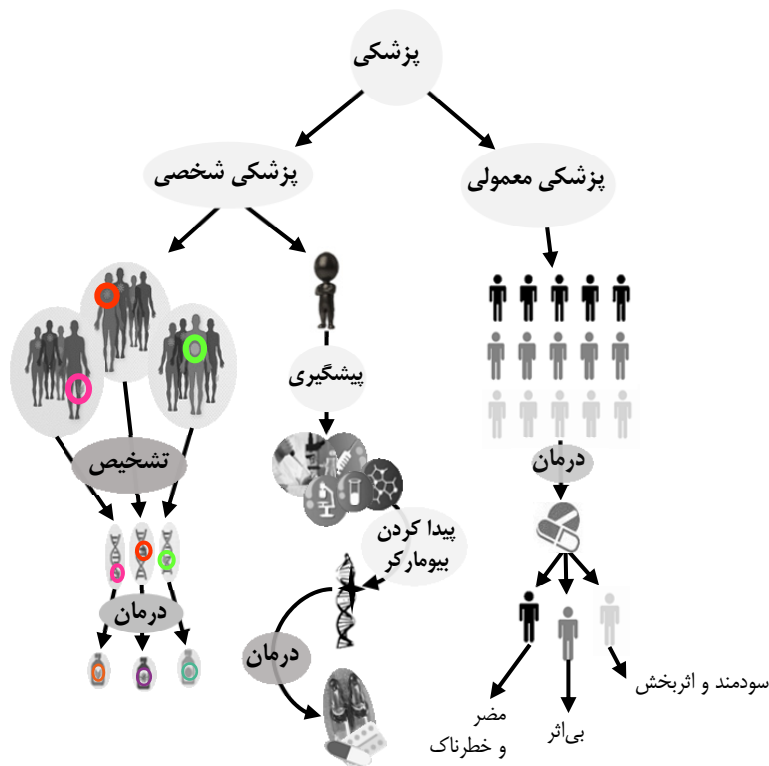 پزشکی
پزشکی معمولی
پزشکی شخصی
پیشگیری
تشخیص
درمان
پیدا کردن
بیومارکر
درمان
درمان
سودمند و اثربخش
بی‌اثر
مضر
و خطرناک